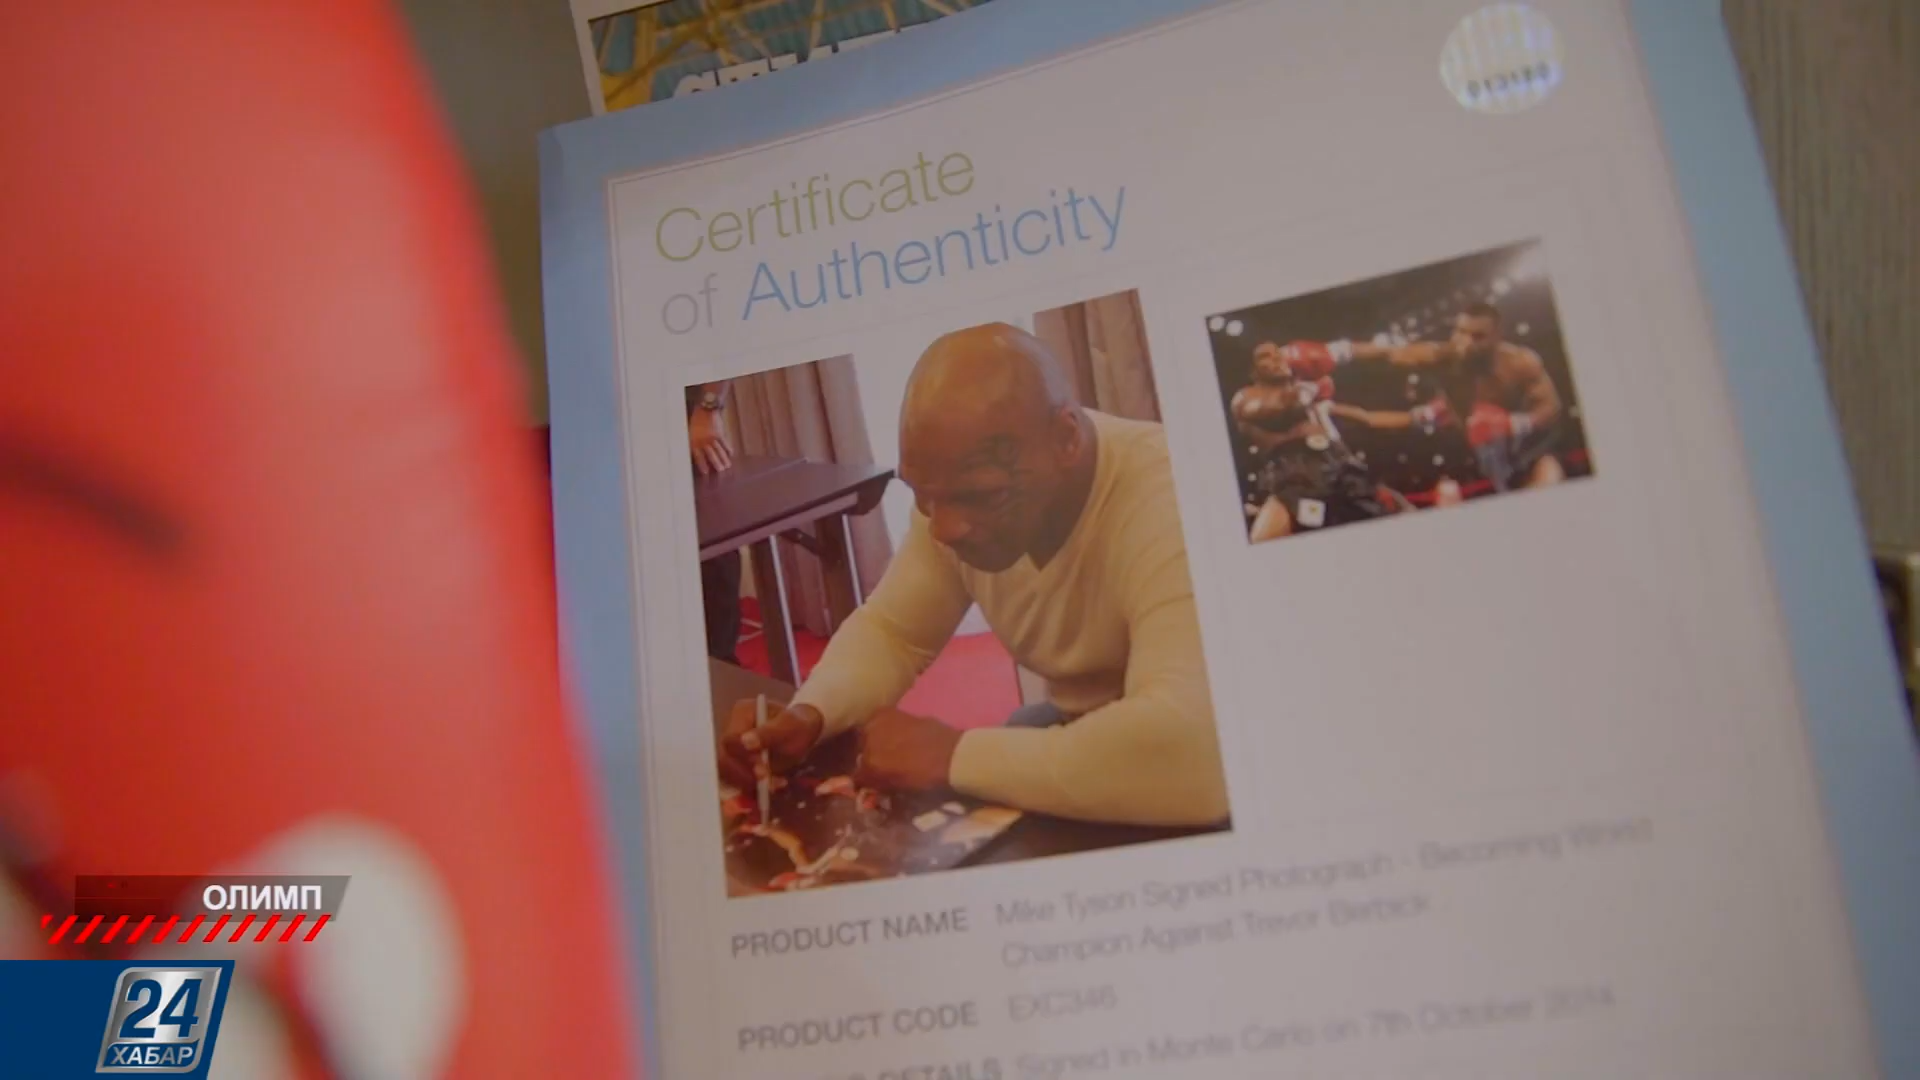 Certificate
of Authenticity
PRODUCT NAME Mike Tyson Signed Photograph - Becoming World
Champion Against Trevor Berbick
PRODUCT CODE EXC346
DETAILS Signed in Monte Carlo on 7th October 2014
ОЛИМП
24
ХАБАР